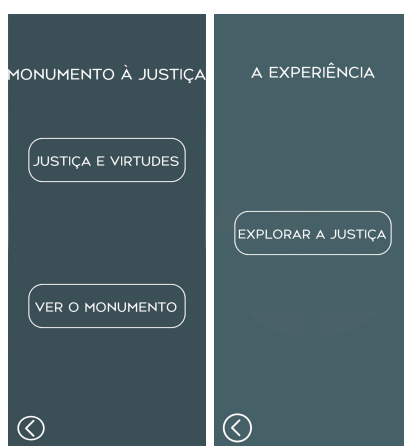 MONUMENTO À JUSTIÇA
JUSTIÇA E VIRTUDES
VER O MONUMENTO
A EXPERIÊNCIA
EXPLORAR A JUSTIÇA